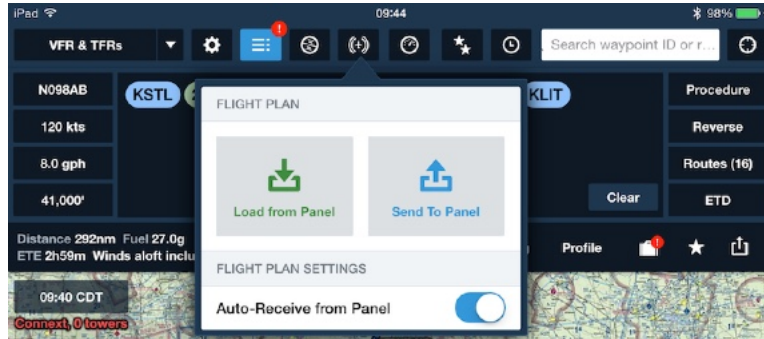 iPad 09:44 98%
VFR & TFRs Search waypoint ID or r...
N098AB KSTL KLIT Procedure
FLIGHT PLAN
120 kts Reverse
8.0 gph Routes (16)
Load from Panel Send To Panel
41,000' Clear ETD
Distance 292nm Fuel 27.0g
ETE 2h59m Winds aloft inclu Profile
FLIGHT PLAN SETTINGS
09:40 CDT
Auto-Receive from Panel
Connext, 0 towers